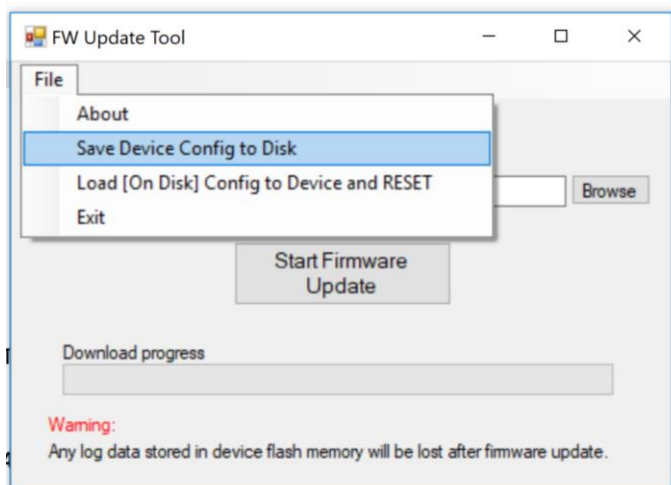 FW Update Tool
File
About
Save Device Config to Disk
Load [On Disk] Config to Device and RESET
Exit
Browse
Start Firmware
Update
Download progress
Warning:
Any log data stored in device flash memory will be lost after firmware update.